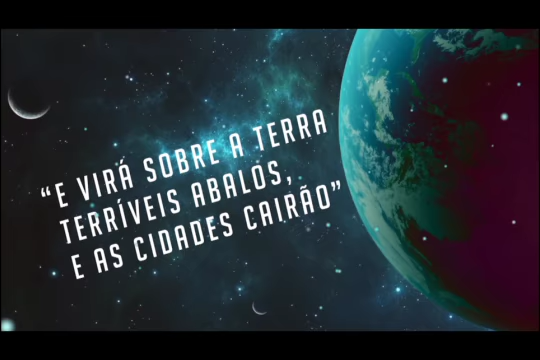 “E VIRÁ SOBRE A TERRA
TERRÍVEIS ABALOS,
E AS CIDADES CAIRÃO”